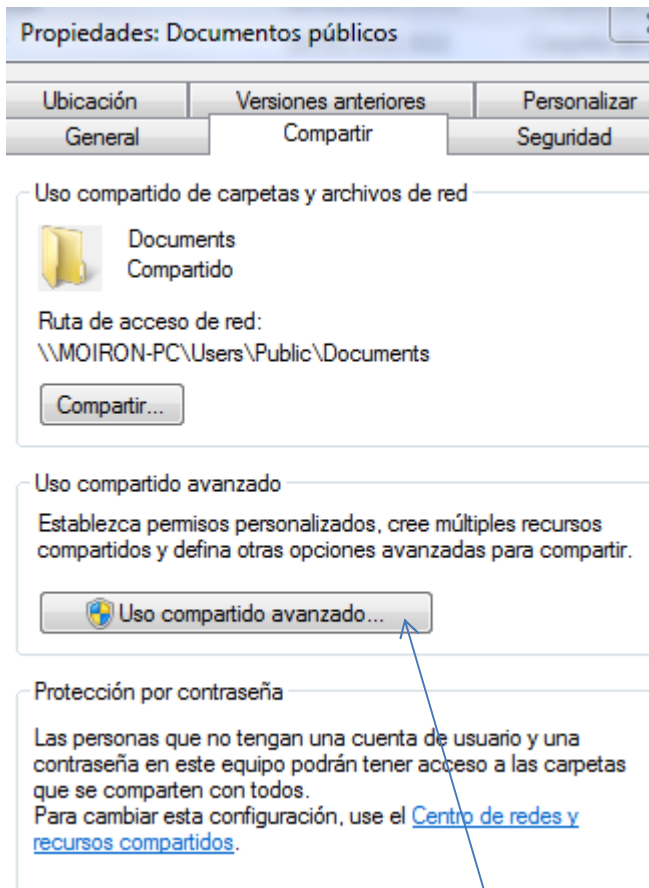 Propiedades: Documentos públicos
Ubicación Versiones anteriores Personalizar
General Compartir Seguridad
Uso compartido de carpetas y archivos de red
Documents
Compartido
Ruta de acceso de red:
\\MOIRON-PC\Users\Public\Documents
Compartir...
Uso compartido avanzado
Establezca permisos personalizados, cree múltiples recursos
compartidos y defina otras opciones avanzadas para compartir.
Uso compartido avanzado...
Protección por contraseña
Las personas que no tengan una cuenta de usuario y una
contraseña en este equipo podrán tener acceso a las carpetas
que se comparten con todos.
Para cambiar esta configuración, use el Centro de redes y
recursos compartidos.